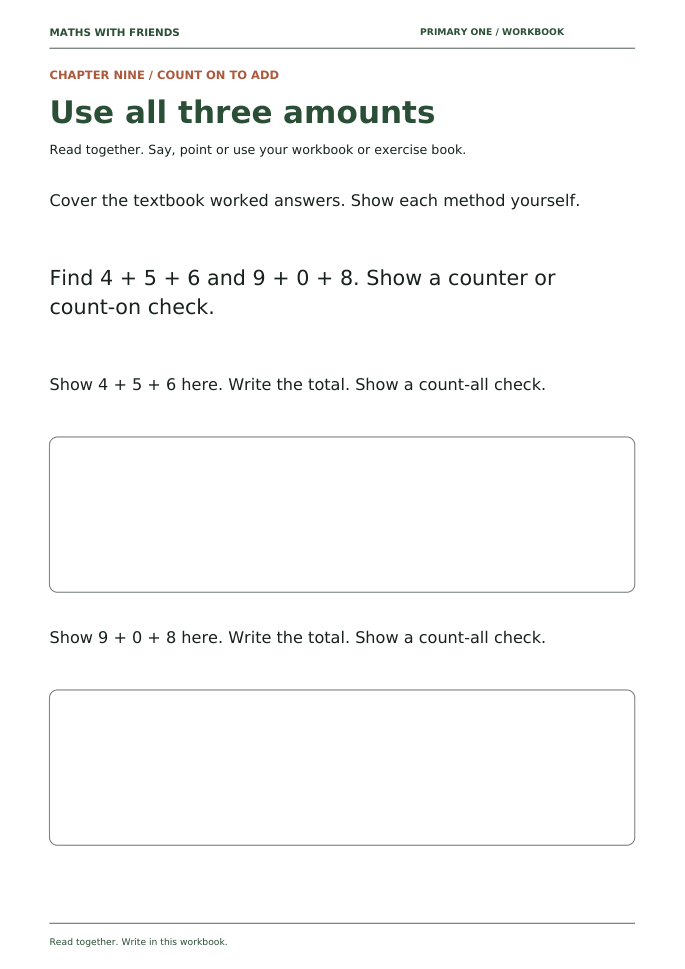 MATHS WITH FRIENDS
PRIMARY ONE / WORKBOOK
CHAPTER NINE / COUNT ON TO ADD
Use all three amounts
Read together. Say, point or use your workbook or exercise book.
Cover the textbook worked answers. Show each method yourself.
Find 4 + 5 + 6 and 9 + 0 + 8. Show a counter or
count-on check.
Show 4 + 5 + 6 here. Write the total. Show a count-all check.
Show 9 + 0 + 8 here. Write the total. Show a count-all check.
Read together. Write in this workbook.